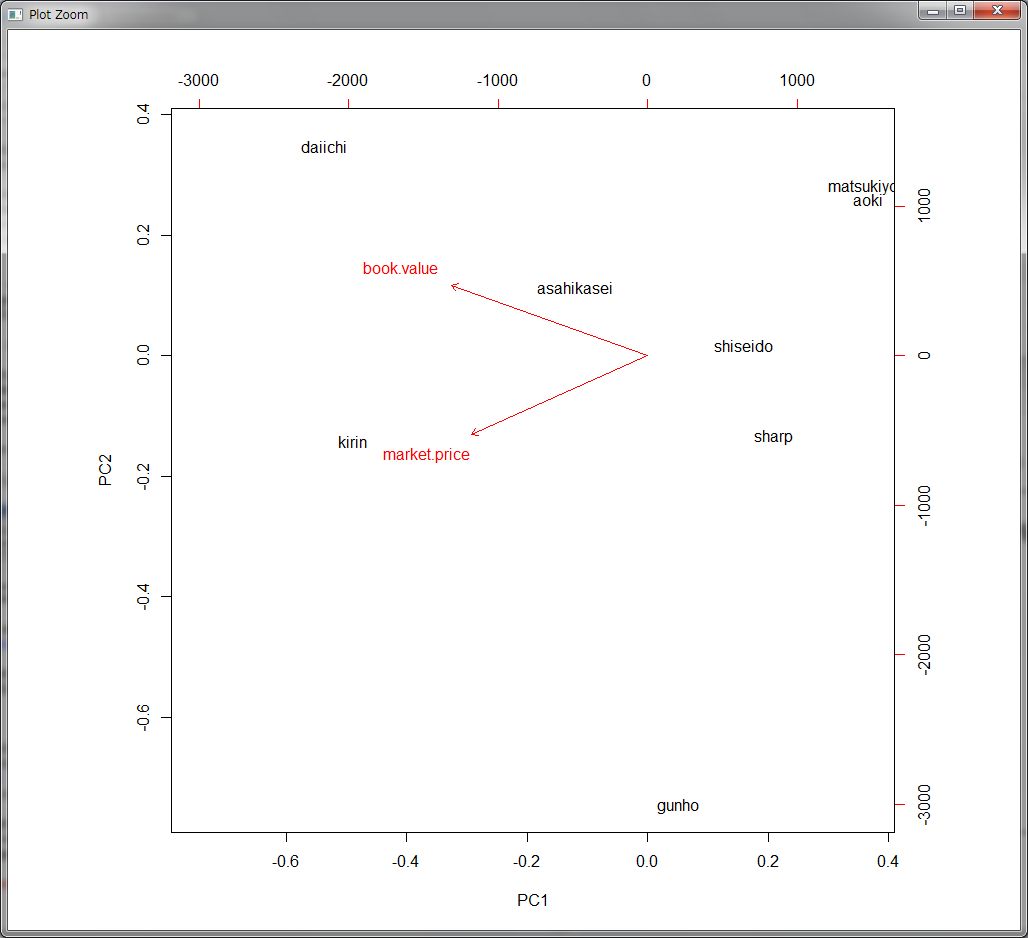 Plot Zoom
-3000 -2000 -1000 0 1000
0.4
daiichi
matsukiyo
aoki
1000
0.2
book.value
asahikasei
shiseido
0.0
0
sharp
kirin
market.price
PC2
-0.2
-1000
-0.4
-2000
-0.6
gunho
-3000
-0.6 -0.4 -0.2 0.0 0.2 0.4
PC1